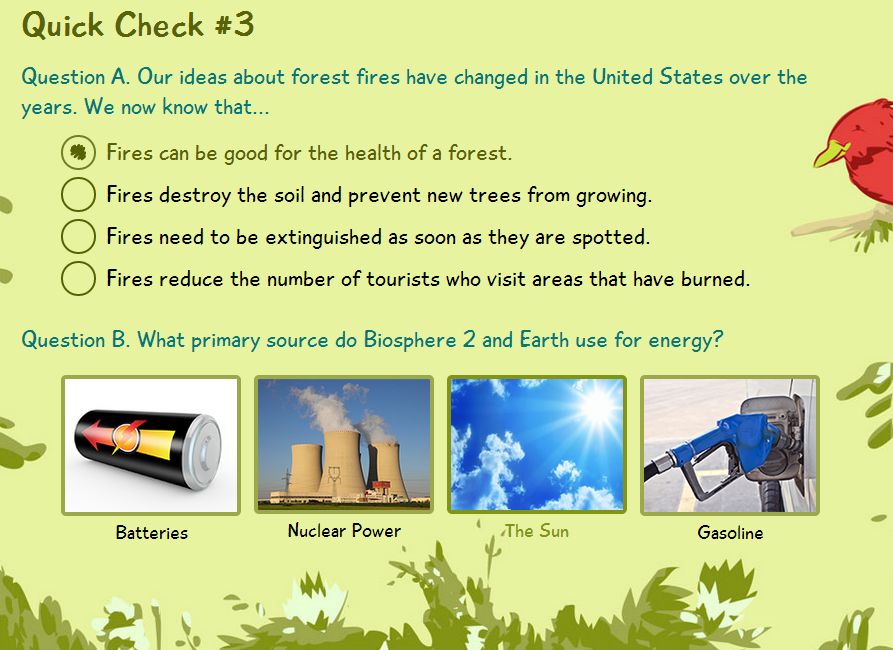 Quick Check #3
Question A. Our ideas about forest fires have changed in the United States over the
years. We now know that...
Fires can be good for the health of a forest.
Fires destroy the soil and prevent new trees from growing.
Fires need to be extinguished as soon as they are spotted.
Fires reduce the number of tourists who visit areas that have burned.
Question B. What primary source do Biosphere 2 and Earth use for energy?
Batteries
Nuclear Power
The Sun
Gasoline